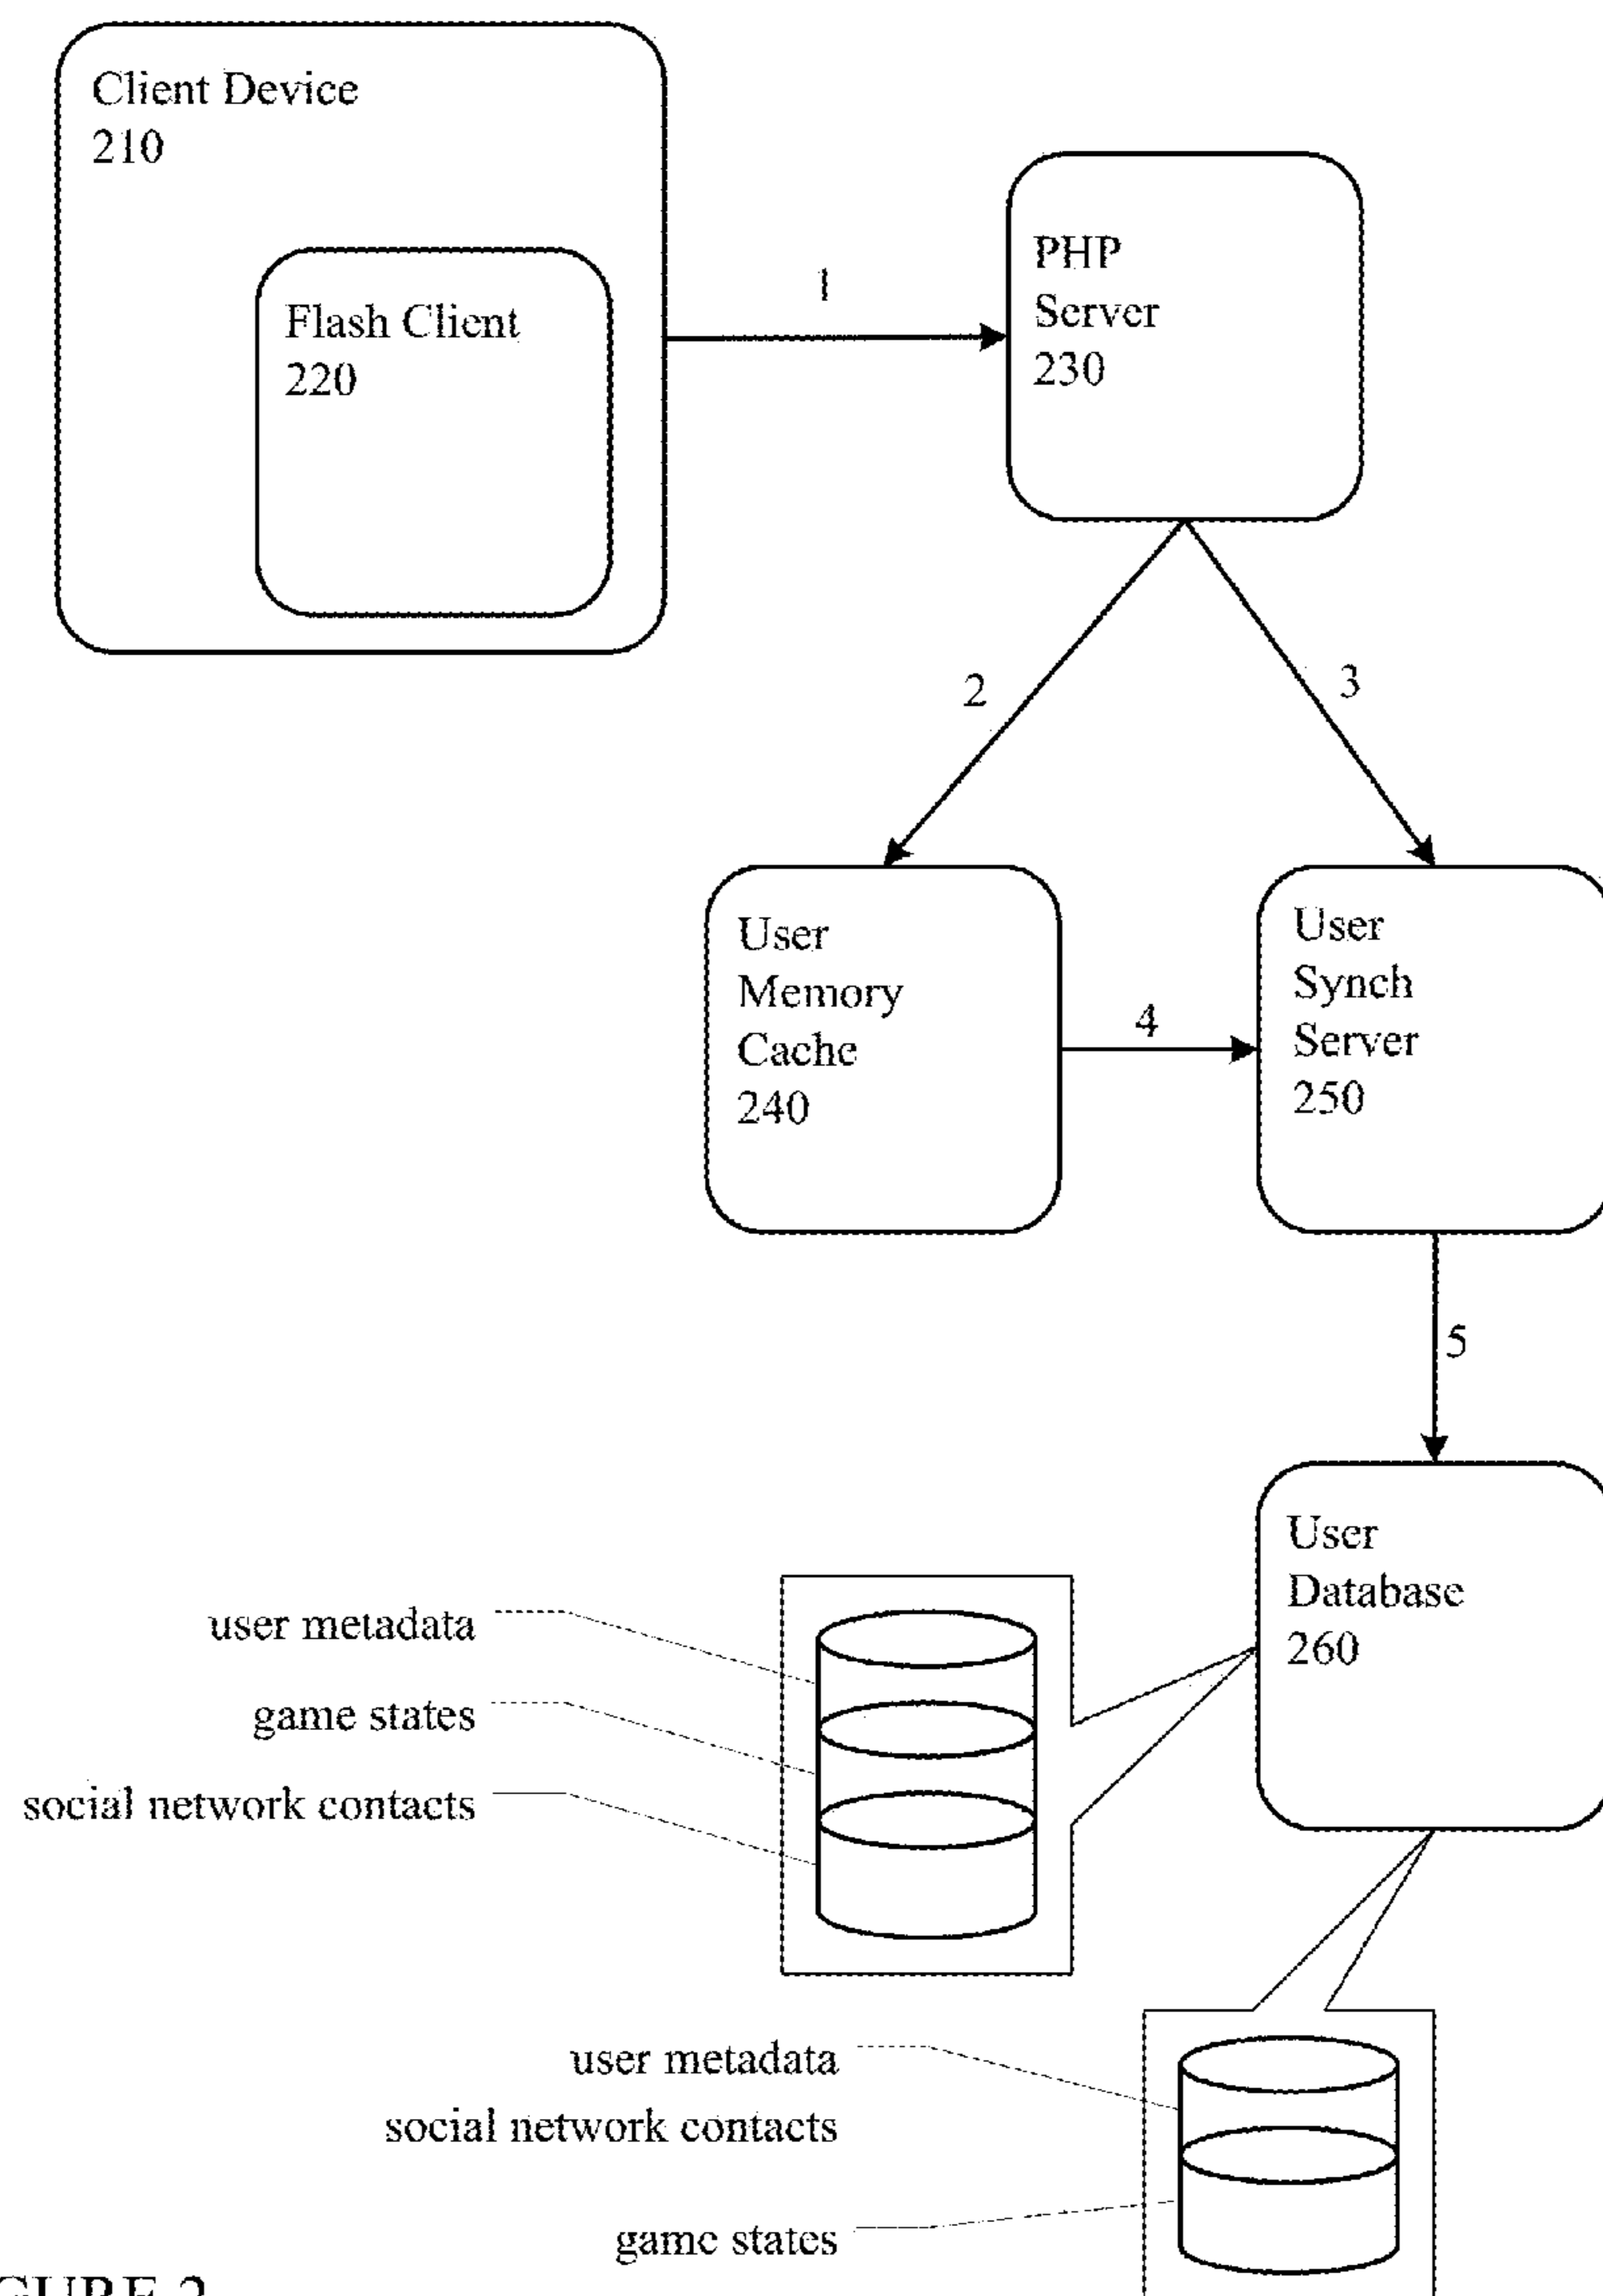 Client Device
210
Flash Client
220
1
PHP
Server
230
2
3
User
Memory
Cache
240
4
User
Synch
Server
250
5
User
Database
260
user metadata
game states
social network contacts
user metadata
social network contacts
game states